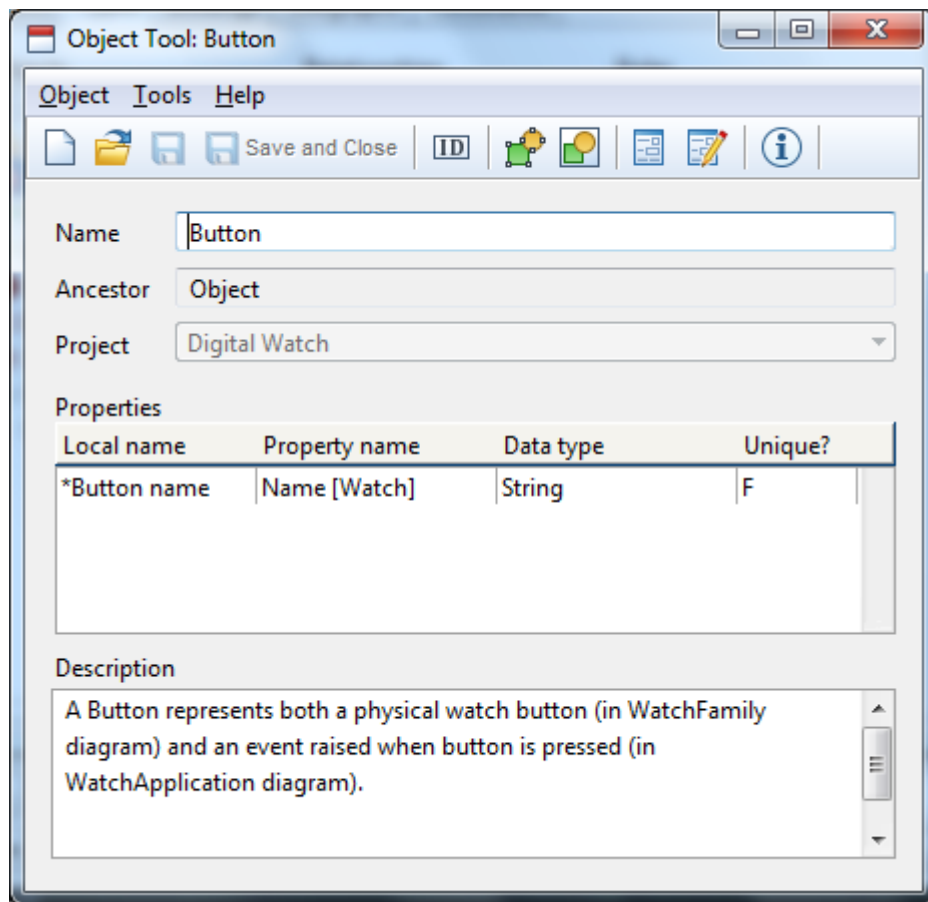 Object Tool: Button
Object Tools Help
Save and Close ID
Name Button
Ancestor Object
Project Digital Watch
Properties
Local name Property name Data type Unique?
*Button name Name [Watch] String F
Description
A Button represents both a physical watch button (in WatchFamily
diagram) and an event raised when button is pressed (in
WatchApplication diagram).